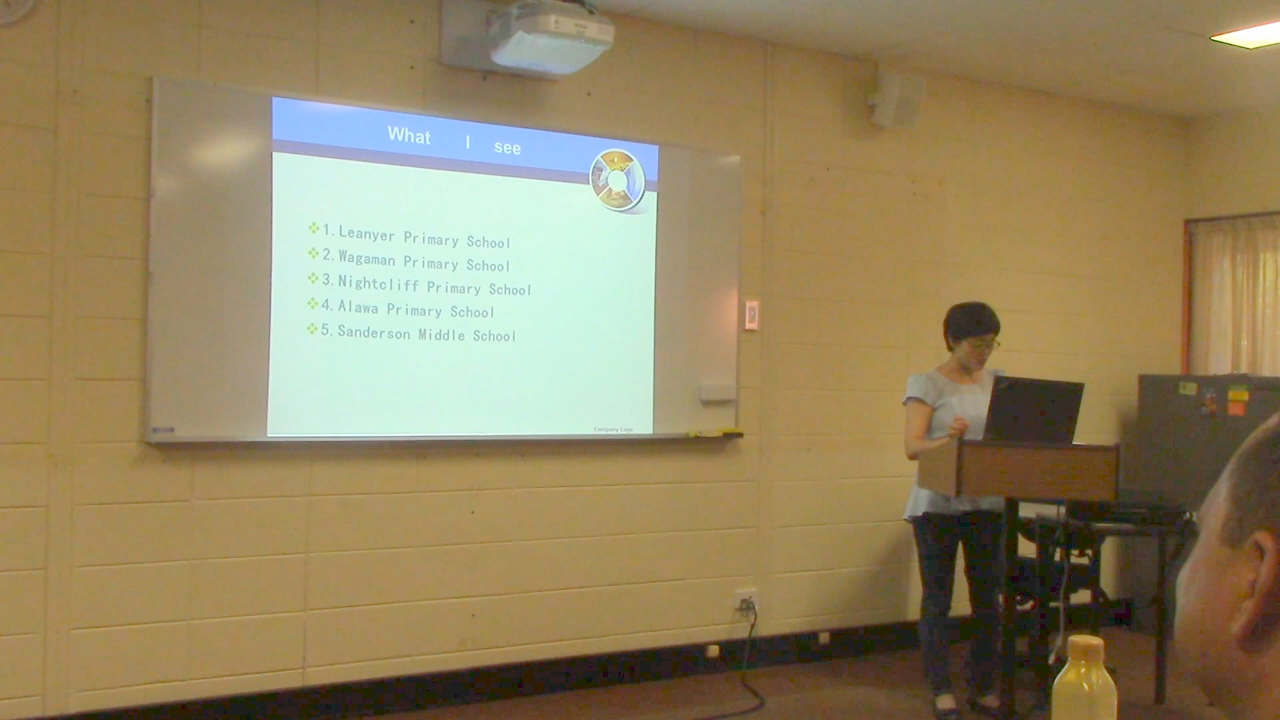 What I see
1.Leanyer Primary School
2.Wagaman Primary School
3.Nightcliff Primary School
4.Alawa Primary School
5.Sanderson Middle School
Company Logo